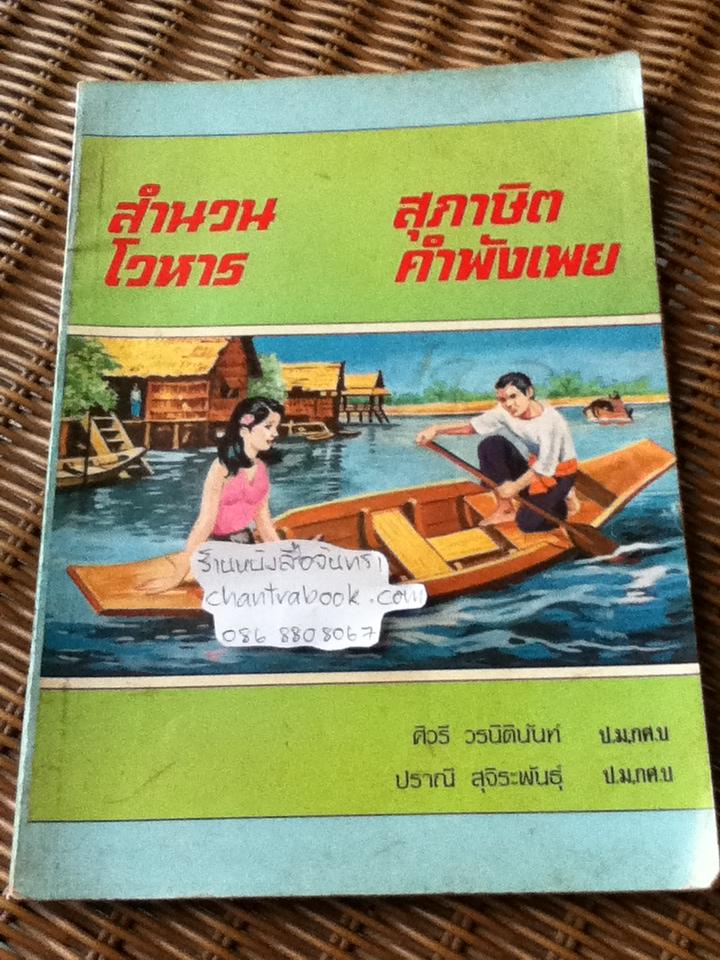 สำนวน สุภาษิต
โวหาร คำพังเพย
ร้านหนังสือจันทรา
chantrabook.com
086 8808067
ศิวรี วรนิตินันท์ ป.ม,กศ.บ
ปราณี สุจิระพันธุ์ ป.ม,กศ.บ